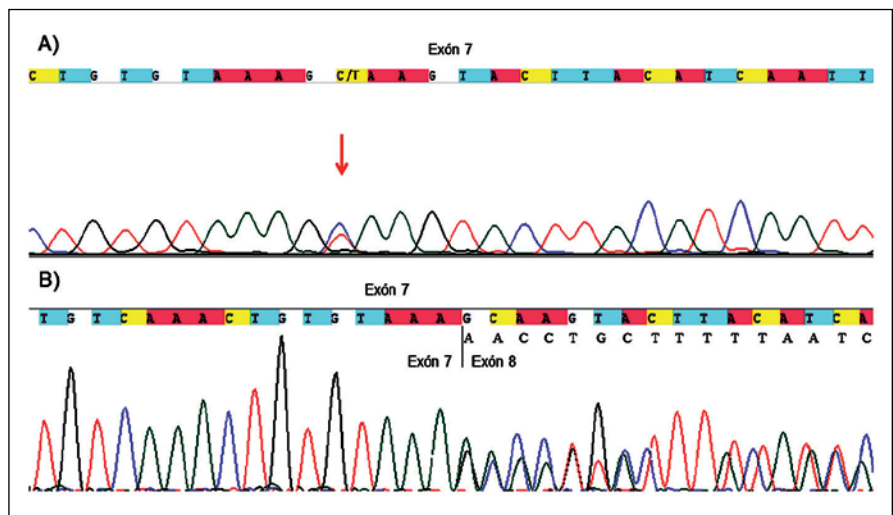 A)
Exón 7
C T G T G T A A A G C/T A A G T A C T T A C A T C A A T T
B)
Exón 7
T G T C A A A C T G T G T A A A G C A A G T A C T T A C A T C A
A A C C T G C T T T T T A A T C
Exón 7 Exón 8